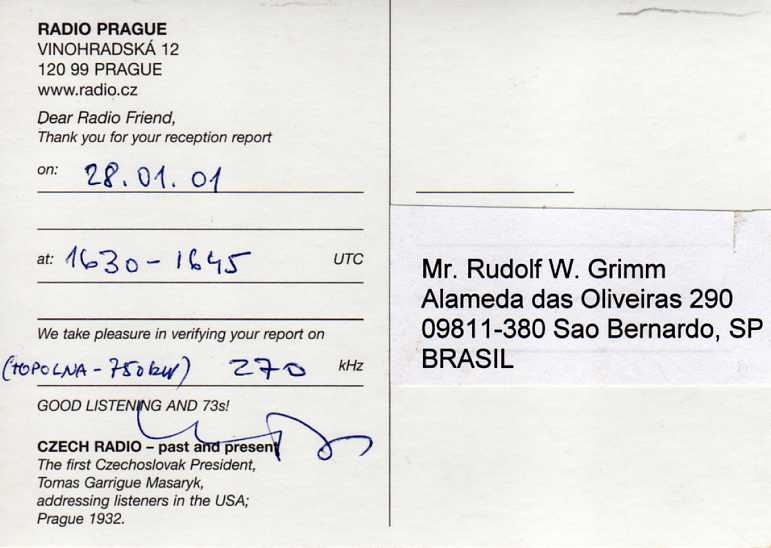 RADIO PRAGUE
VINOHRADSKÁ 12
120 99 PRAGUE
www.radio.cz
Dear Radio Friend,
Thank you for your reception report
on: 28.01.01
at: 1630-1645 UTC
We take pleasure in verifying your report on
(TOPOLNA - 750kW) 270 kHz
GOOD LISTENING AND 73s!
CZECH RADIO – past and present
The first Czechoslovak President,
Tomas Garrigue Masaryk,
addressing listeners in the USA;
Prague 1932.
Mr. Rudolf W. Grimm
Alameda das Oliveiras 290
09811-380 Sao Bernardo, SP
BRASIL